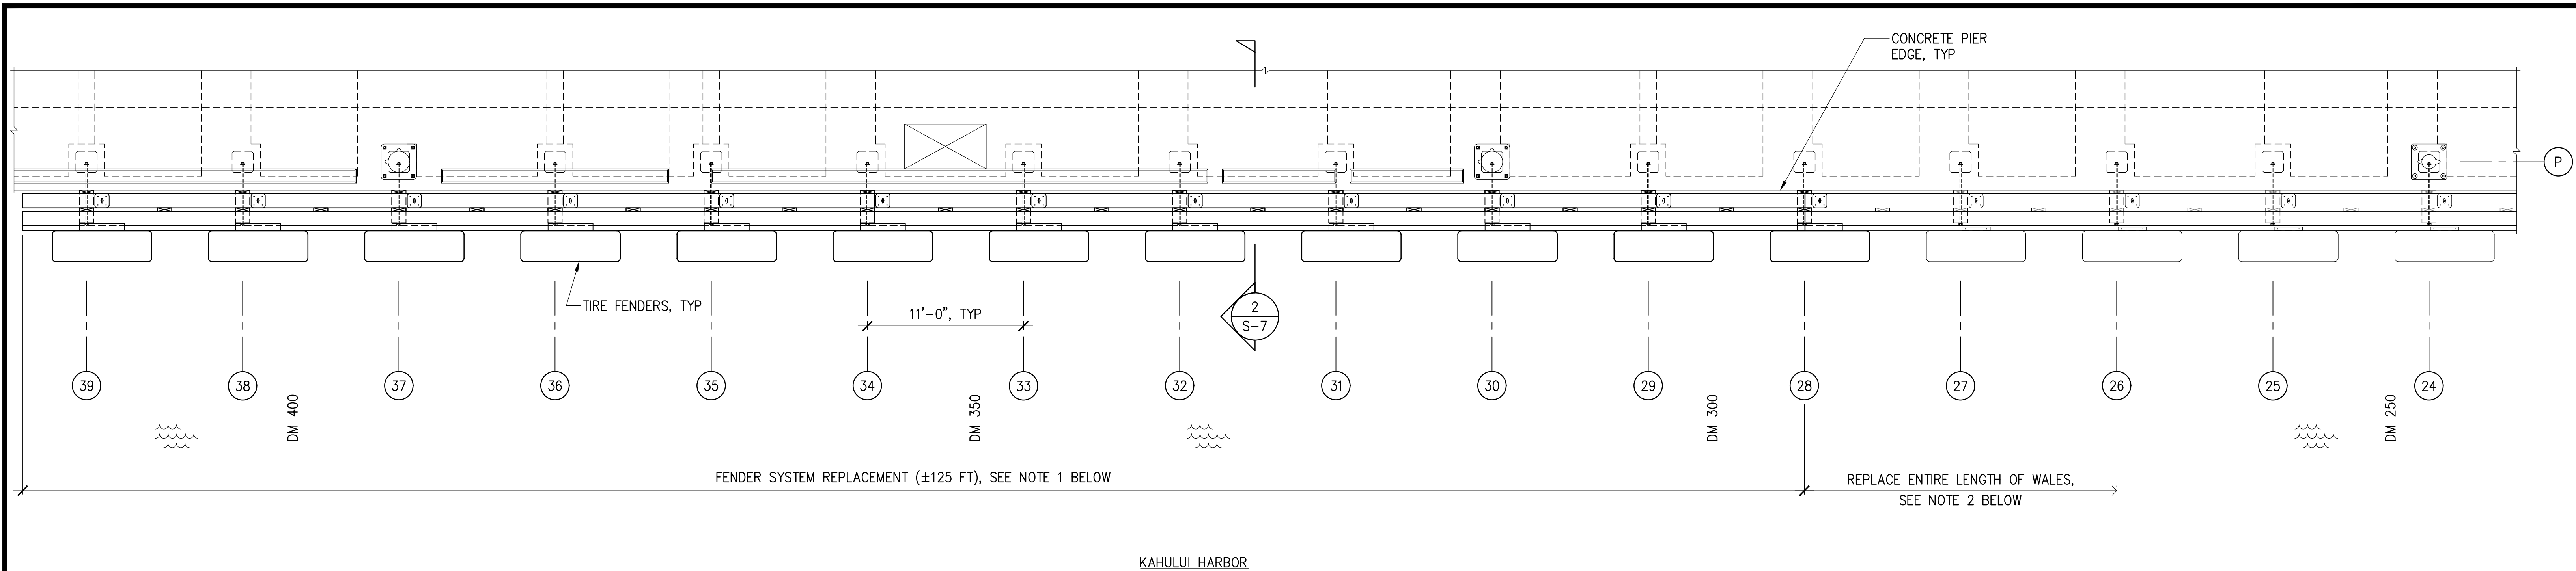 CONCRETE PIER
EDGE, TYP
P
TIRE FENDERS, TYP
11'-0", TYP
2
S-7
39
38
37
36
35
34
33
32
31
30
29
28
27
26
25
24
DM 400
DM 350
DM 300
DM 250
FENDER SYSTEM REPLACEMENT (±125 FT), SEE NOTE 1 BELOW
REPLACE ENTIRE LENGTH OF WALES,
SEE NOTE 2 BELOW
KAHULUI HARBOR